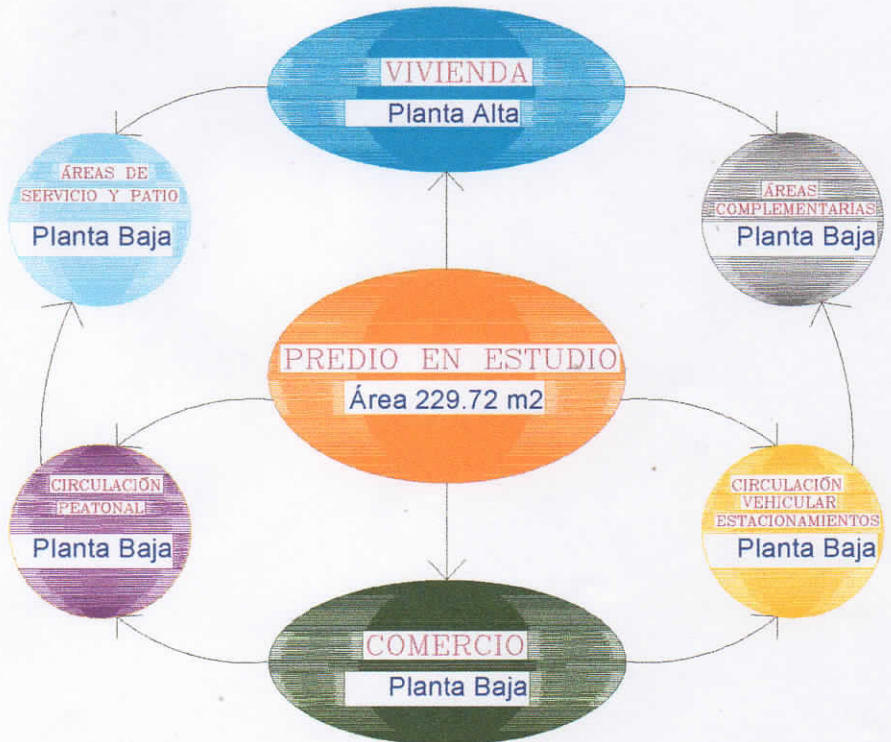 VIVIENDA
Planta Alta
ÁREAS DE
SERVICIO Y PATIO
Planta Baja
ÁREAS
COMPLEMENTARIAS
Planta Baja
PREDIO EN ESTUDIO
Área 229.72 m2
CIRCULACIÓN
PEATONAL
Planta Baja
CIRCULACIÓN
VEHICULAR
ESTACIONAMIENTOS
Planta Baja
COMERCIO
Planta Baja